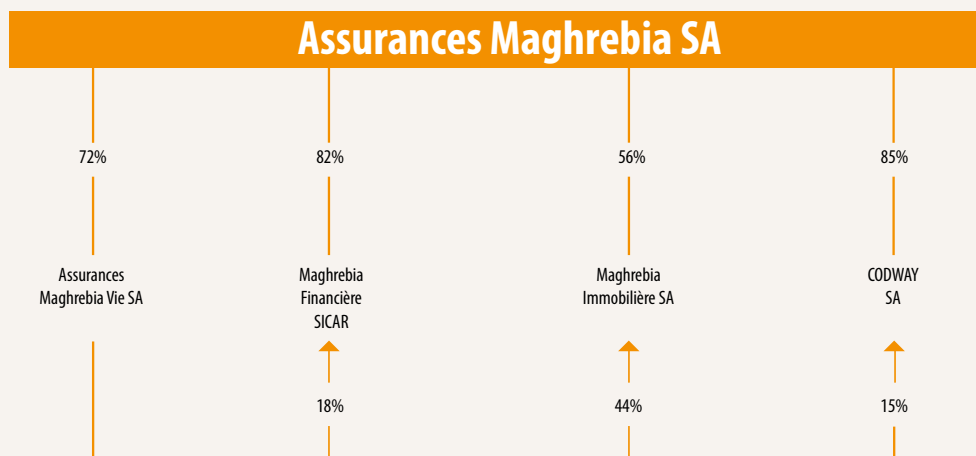 Assurances Maghrebia SA
72%
82%
56%
85%
Assurances
Maghrebia Vie SA
Maghrebia
Financière
SICAR
Maghrebia
Immobilière SA
CODWAY
SA
18%
44%
15%